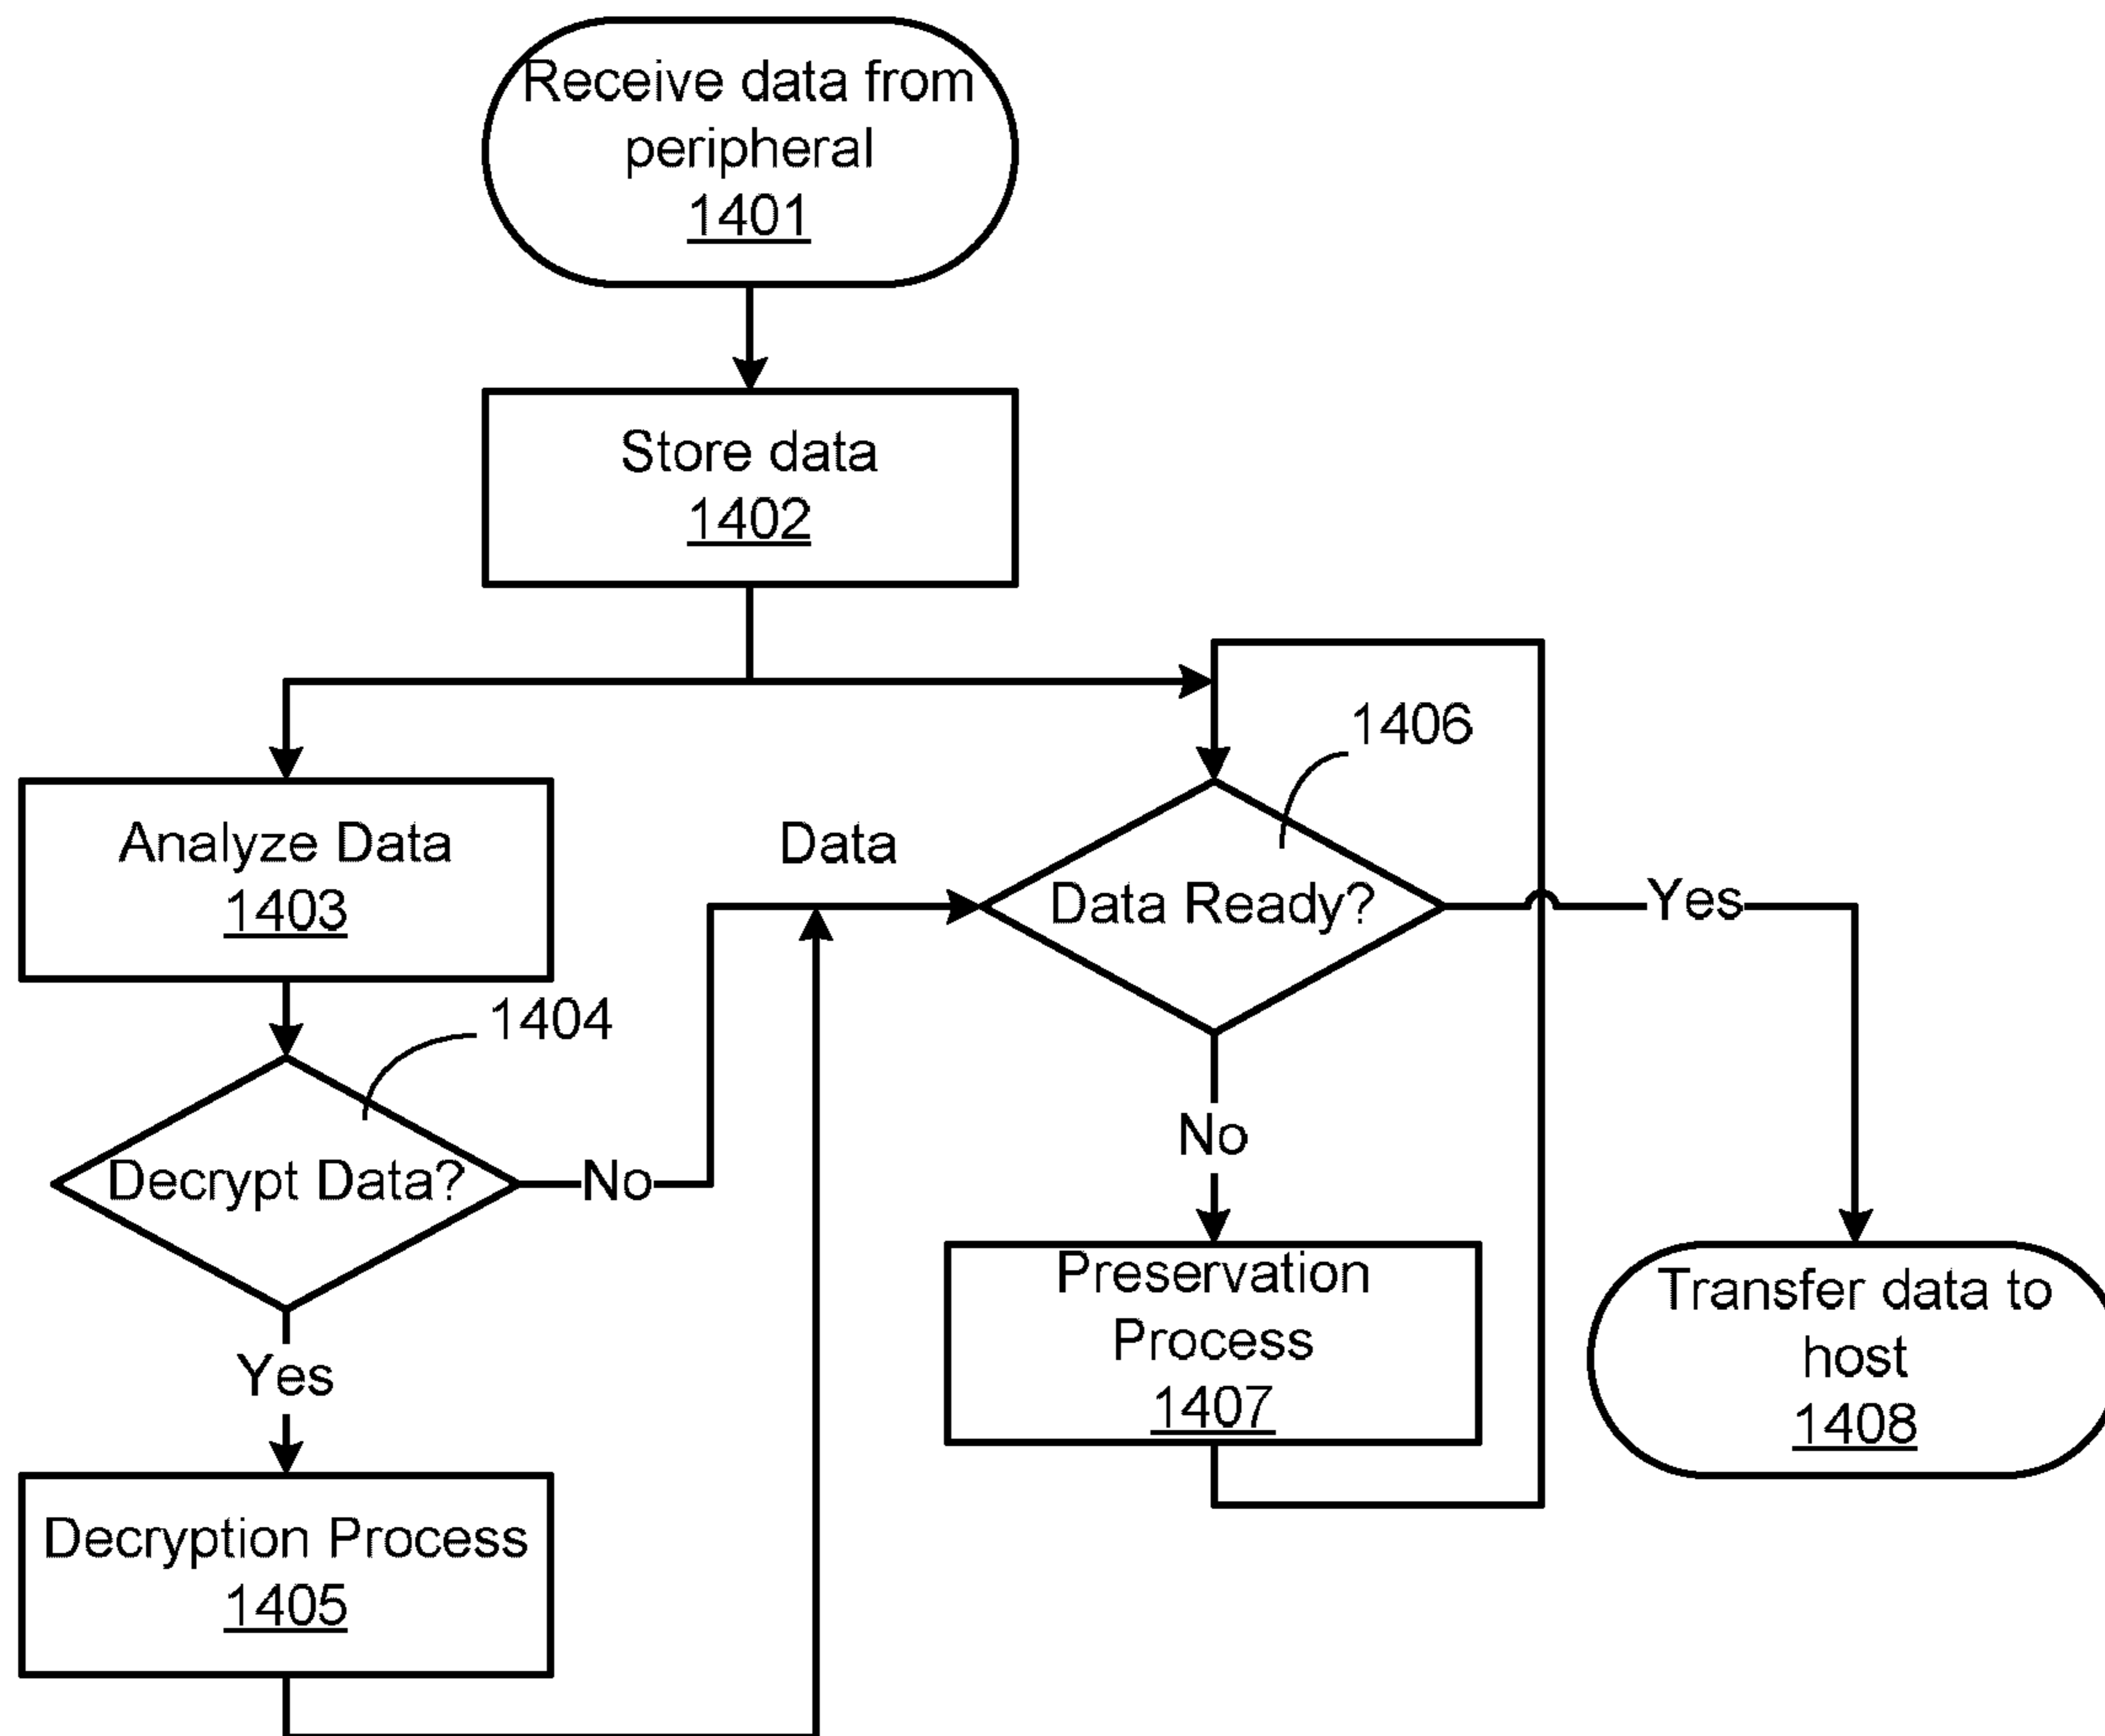 Receive data from
peripheral
1401
Store data
1402
1406
Analyze Data
1403
Data
Data Ready?
Yes
1404
Decrypt Data?
No
No
Yes
Preservation
Process
1407
Transfer data to
host
1408
Decryption Process
1405